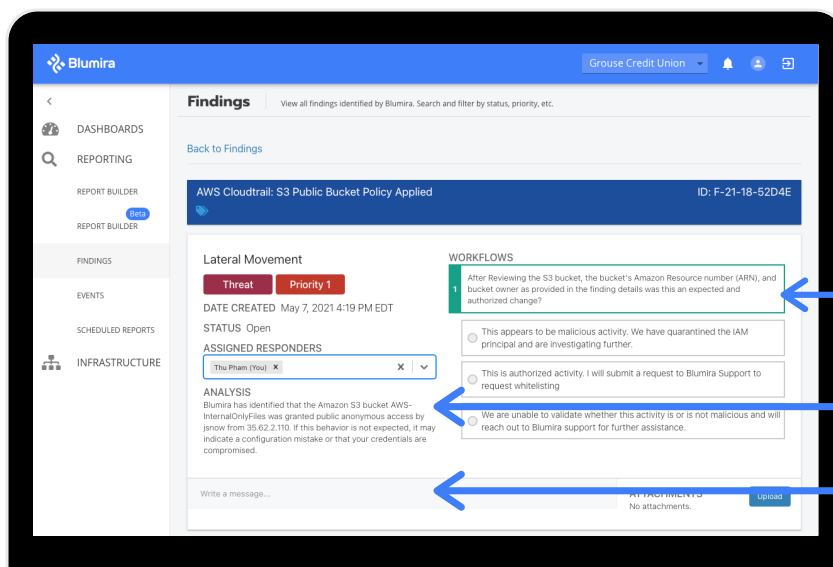 Blumira
Grouse Credit Union
Findings
View all findings identified by Blumira. Search and filter by status, priority, etc.
DASHBOARDS
REPORTING
REPORT BUILDER
Beta
REPORT BUILDER
FINDINGS
EVENTS
SCHEDULED REPORTS
INFRASTRUCTURE
Back to Findings
AWS Cloudtrail: S3 Public Bucket Policy Applied
ID: F-21-18-52D4E
Lateral Movement
Threat
Priority 1
DATE CREATED May 7, 2021 4:19 PM EDT
STATUS Open
ASSIGNED RESPONDERS
Thu Pham (You) × X
ANALYSIS
Blumira has identified that the Amazon S3 bucket AWS-
InternalOnlyFiles was granted public anonymous access by
jsnow from 35.62.2.110. If this behavior is not expected, it may
indicate a configuration mistake or that your credentials are
compromised.
WORKFLOWS
1
After Reviewing the S3 bucket, the bucket's Amazon Resource number (ARN), and
bucket owner as provided in the finding details was this an expected and
authorized change?
This appears to be malicious activity. We have quarantined the IAM
principal and are investigating further.
This is authorized activity. I will submit a request to Blumira Support to
request whitelisting
We are unable to validate whether this activity is or is not malicious and will
reach out to Blumira support for further assistance.
Write a message...
ATTACHMENTS
No attachments.
Upload